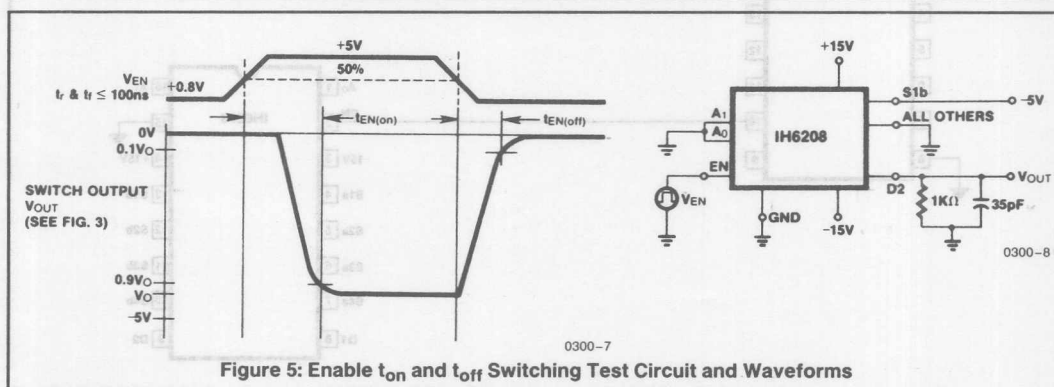 +5V
50%
VEN
tr & tf ≤ 100ns
+0.8V
tEN(on)
tEN(off)
0V
0.1VO
SWITCH OUTPUT
VOUT
(SEE FIG. 3)
0.9VO
VO
−5V
0300-7
+15V
S1b
−5V
A1
A0
ALL OTHERS
IH6208
EN
VEN
D2
VOUT
1KΩ
35pF
GND
−15V
0300-8
Figure 5: Enable ton and toff Switching Test Circuit and Waveforms